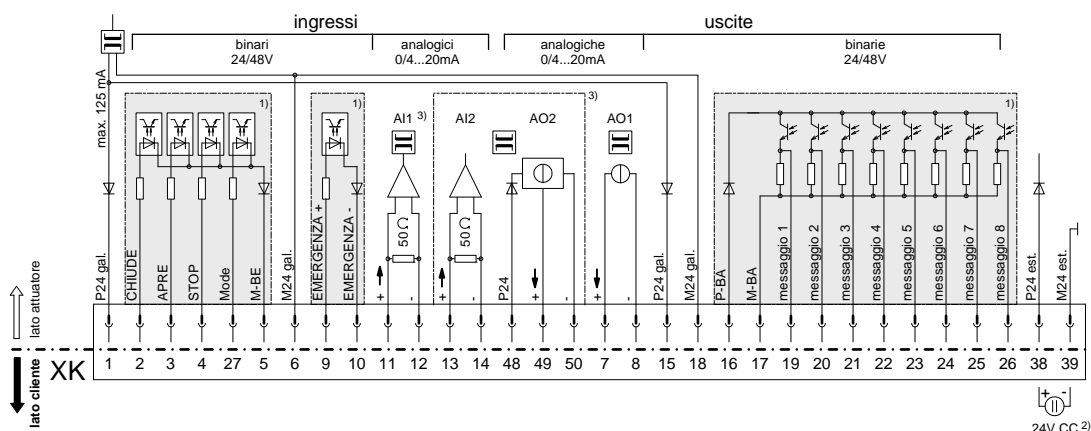 ingressi
uscite
binari
24/48V
analogici
0/4...20mA
analogiche
0/4...20mA
binarie
24/48V
max. 125 mA
1)
1)
3)
1)
AI1 3)
AI2
AO2
AO1
50Ω
50Ω
P24 gal.
CHIUDE
APRE
STOP
Mode
M-BE
M24 gal.
EMERGENZA +
EMERGENZA -
+
-
+
-
P24
+
-
+
-
P24 gal.
M24 gal.
P-BA
M-BA
messaggio 1
messaggio 2
messaggio 3
messaggio 4
messaggio 5
messaggio 6
messaggio 7
messaggio 8
P24 est.
M24 est.
lato attuatore
lato cliente
XK
1 2 3 4 27 5 6 9 10 11 12 13 14 48 49 50 7 8 15 18 16 17 19 20 21 22 23 24 25 26 38 39
+ -
24V CC 2)